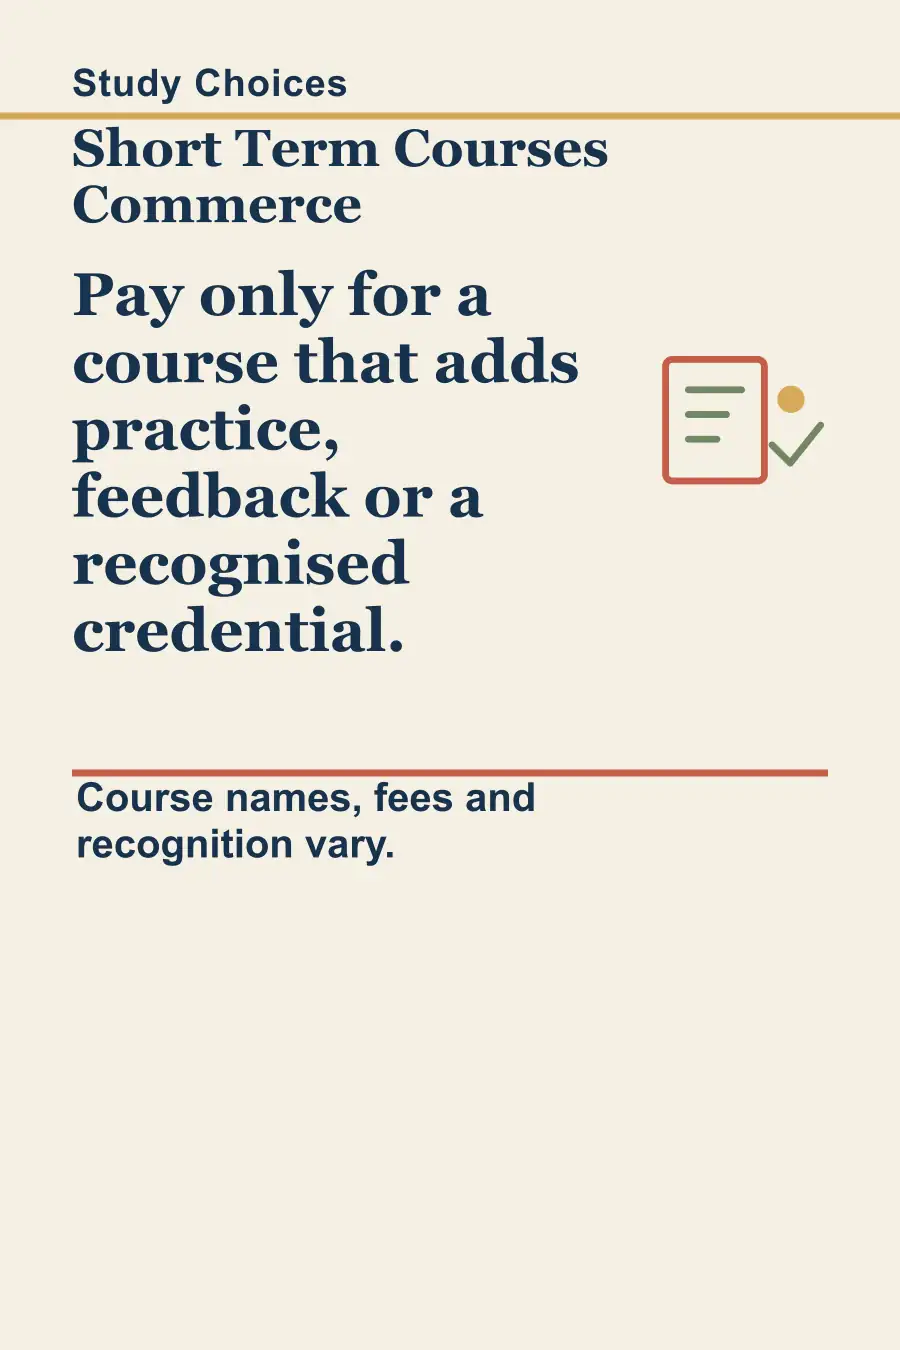 Study Choices
Short Term Courses
Commerce
Pay only for a
course that adds
practice,
feedback or a
recognised
credential.
Course names, fees and
recognition vary.